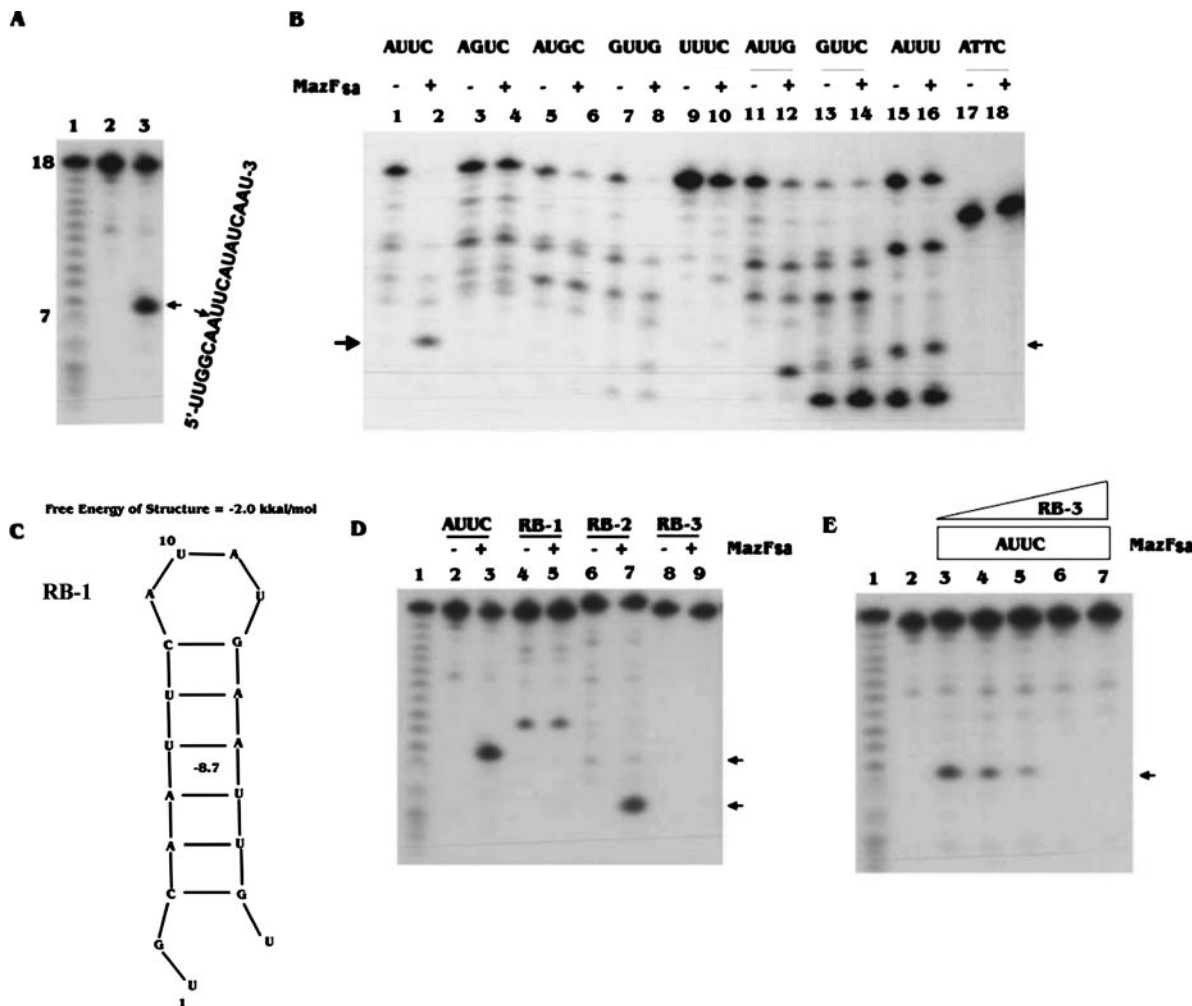 A
1 2 3
18
7
5'-UUGGCAAUUCAUAUCAAU-3
B
AUUC AGUC AUGC GUUG UUUC AUUG GUUC AUUU ATTC
MazFsa - + - + - + - + - + - + - + - + - +
1 2 3 4 5 6 7 8 9 10 11 12 13 14 15 16 17 18
C
Free Energy of Structure = -2.0 kkal/mol
RB-1
10
U A
A U
C G
U A
U A
-8.7
A U
A U
C G
G U
U
1
D
AUUC RB-1 RB-2 RB-3
- + - + - + - + MazFsa
1 2 3 4 5 6 7 8 9
E
RB-3
AUUC MazFsa
1 2 3 4 5 6 7